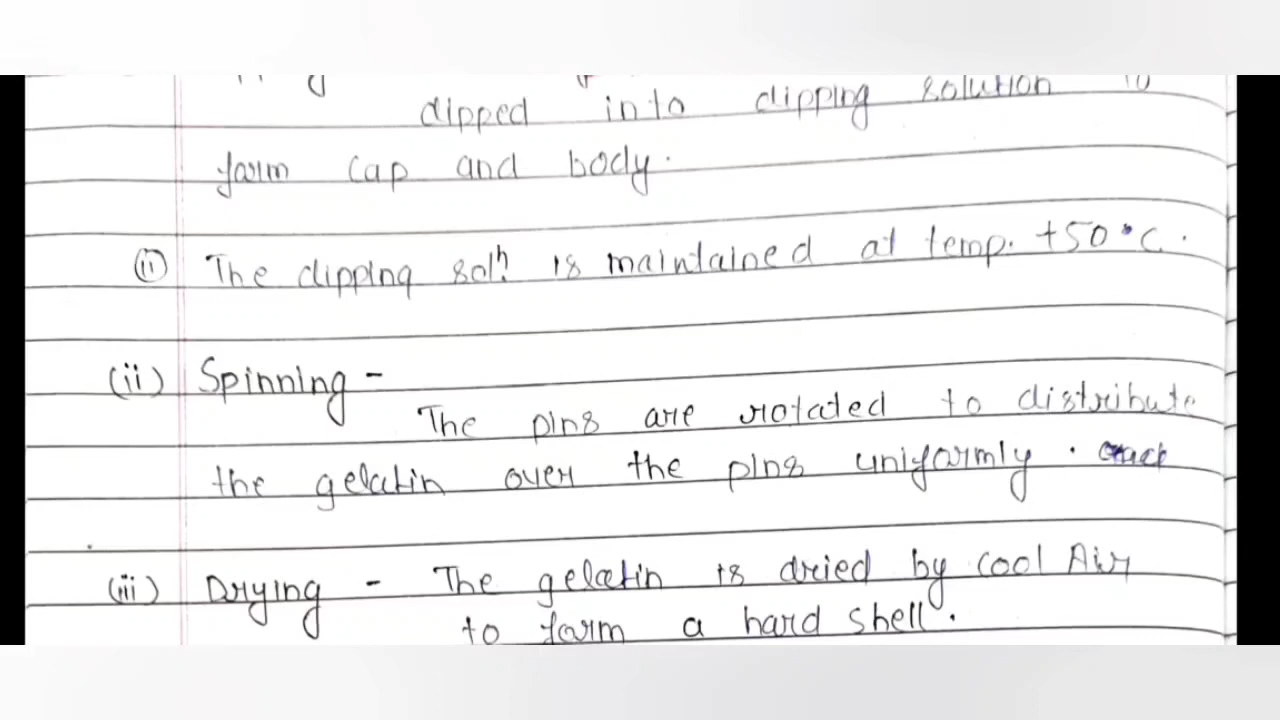 dipped into dipping solution to
form cap and body.
(ii) The dipping solⁿ. is maintained at temp. +50°C.
(ii) Spinning -
The pins are rotated to distribute
the gelatin over the pins uniformly.
(iii) Drying - The gelatin is dried by cool Air
to form a hard shell.